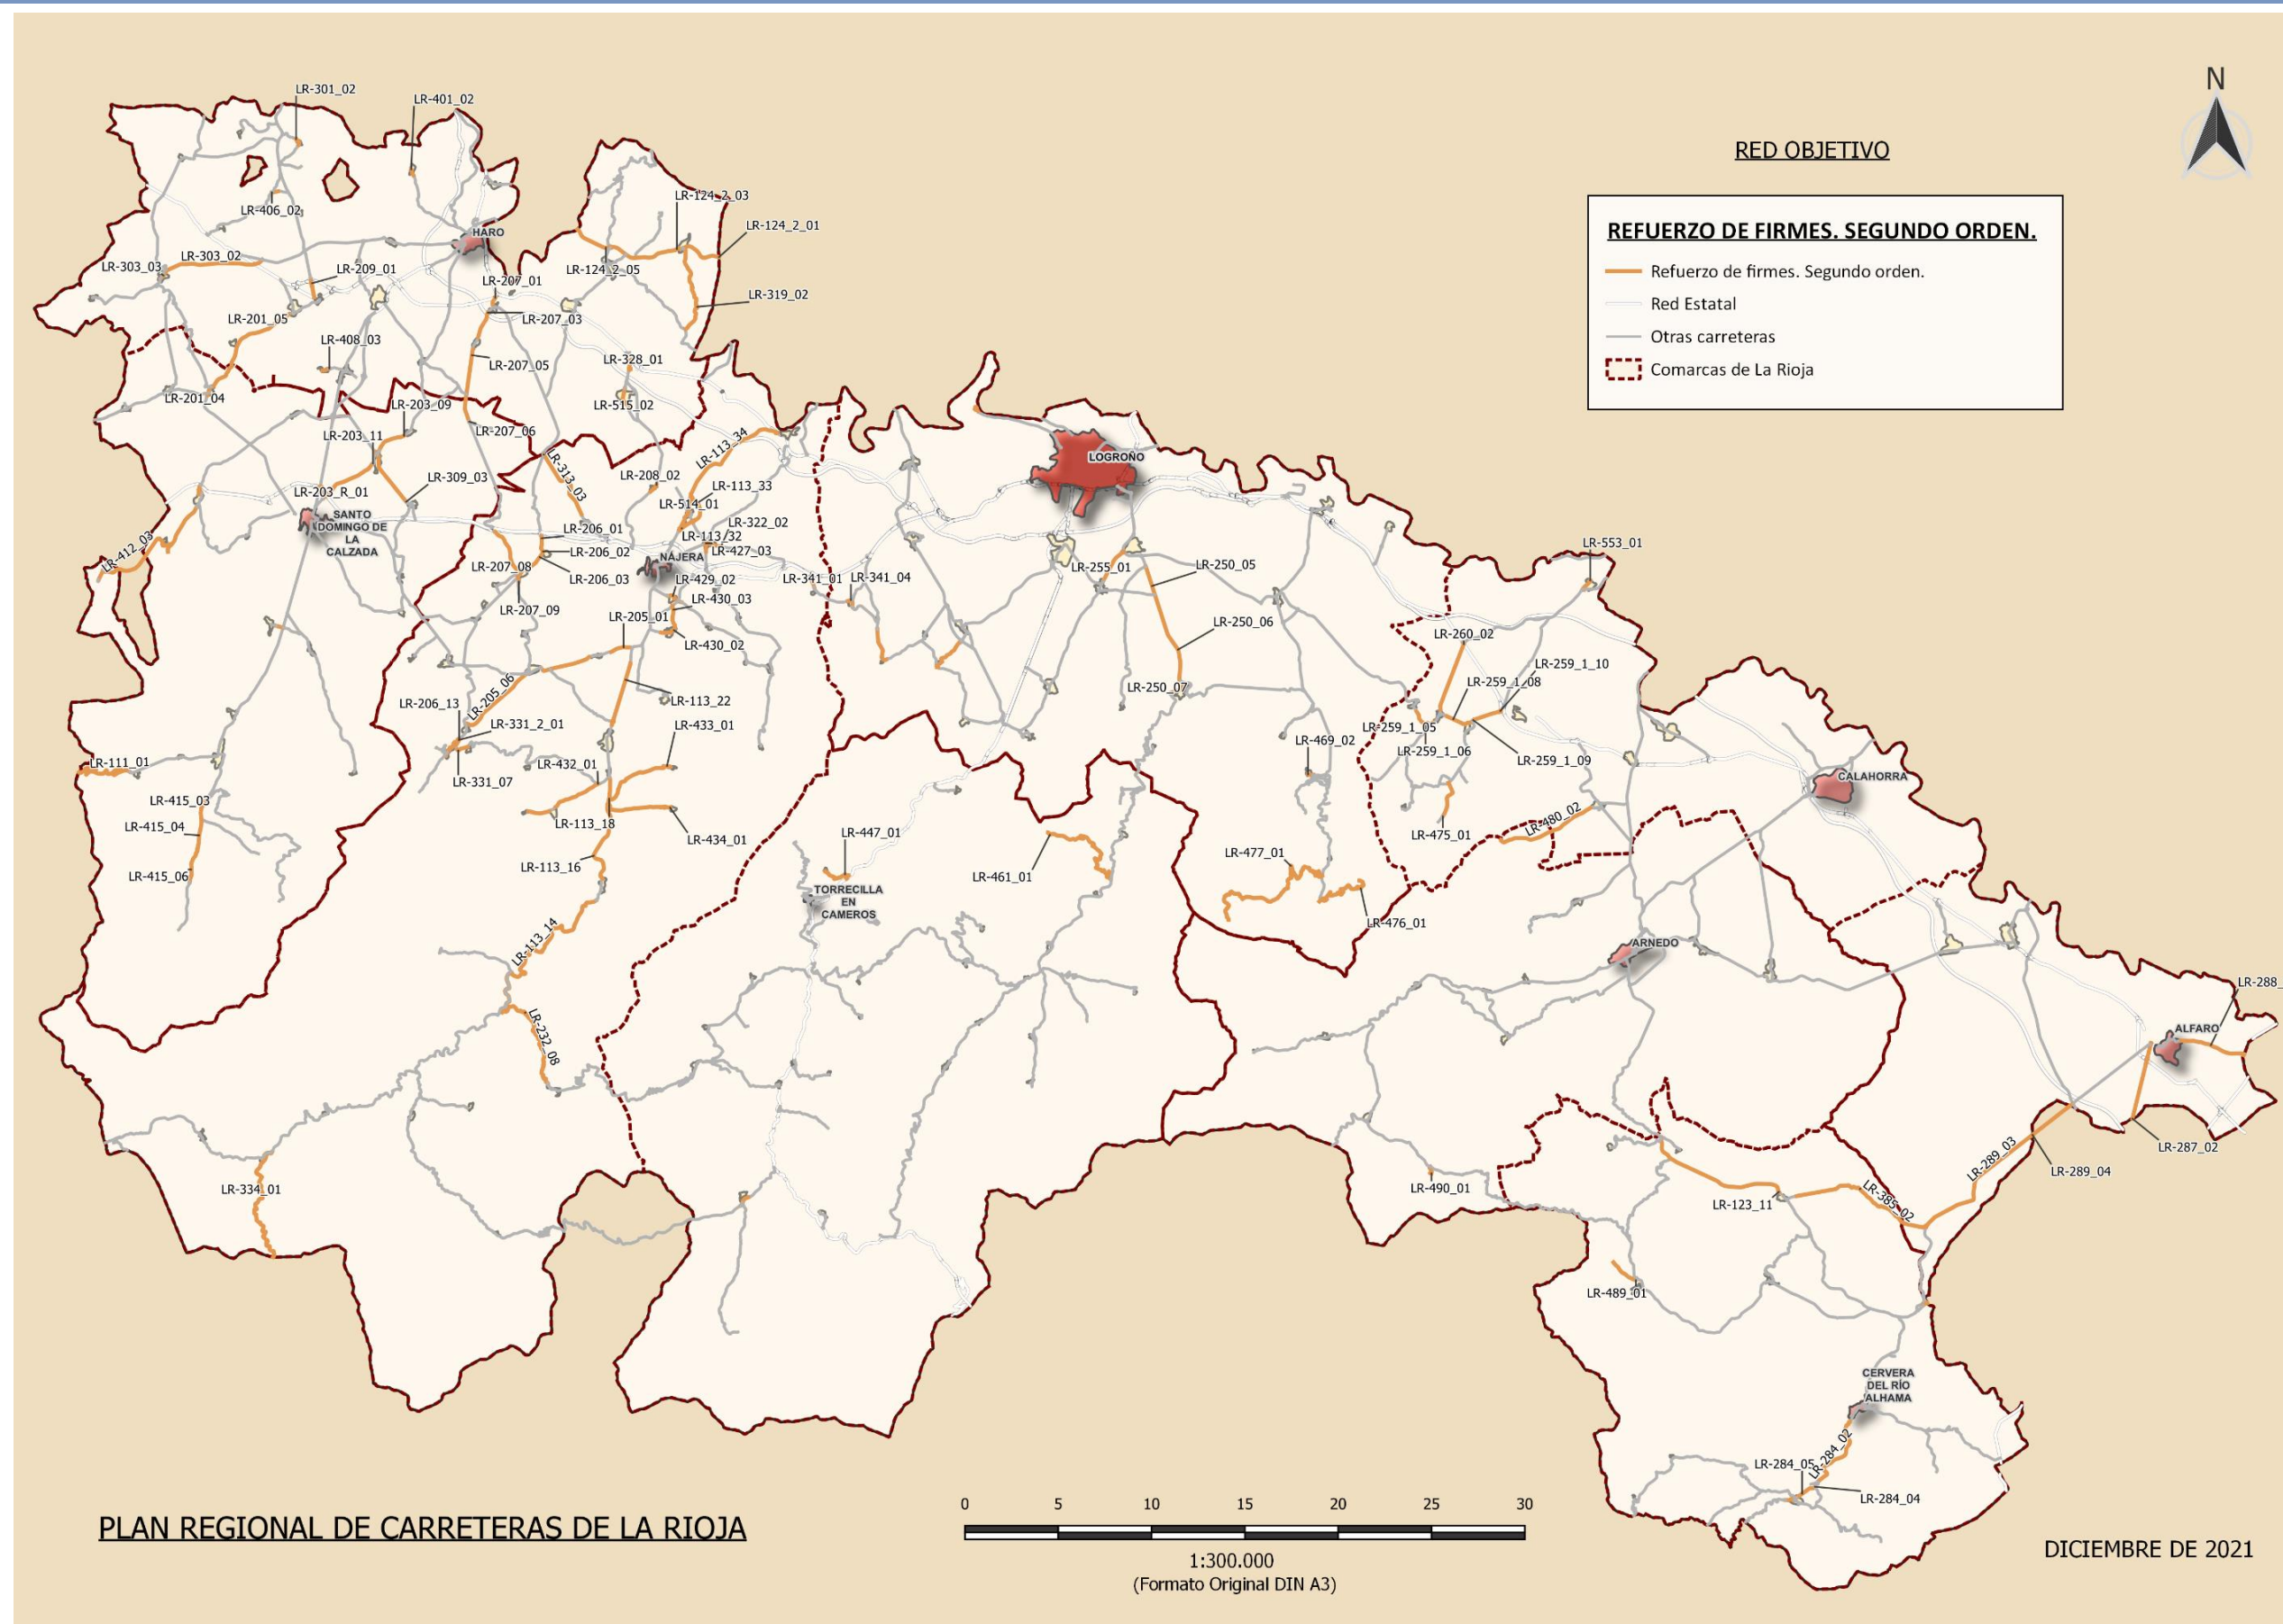 N
RED OBJETIVO
REFUERZO DE FIRMES. SEGUNDO ORDEN.
Refuerzo de firmes. Segundo orden.
Red Estatal
Otras carreteras
Comarcas de La Rioja
LR-301_02
LR-401_02
LR-406_02
HARO
LR-124_2_03
LR-124_2_01
LR-303_03
LR-303_02
LR-209_01
LR-207_01
LR-124_2_05
LR-319_02
LR-201_05
LR-207_03
LR-408_03
LR-207_05
LR-328_01
LR-201_04
LR-203_09
LR-515_02
LR-203_11
LR-207_06
LR-113_34
LR-313_03
LR-208_02
LOGROÑO
LR-309_03
LR-113_33
LR-203_R_01
LR-514_01
SANTO
DOMINGO DE
LA
CALZADA
LR-206_01
LR-322_02
LR-113_32
LR-412_03
LR-206_02
NÁJERA
LR-427_03
LR-553_01
LR-207_08
LR-206_03
LR-429_02
LR-341_01
LR-341_04
LR-255_01
LR-250_05
LR-207_09
LR-430_03
LR-205_01
LR-250_06
LR-430_02
LR-260_02
LR-259_1_10
LR-205_06
LR-250_07
LR-259_1_08
LR-206_13
LR-113_22
LR-331_2_01
LR-433_01
LR-259_1_05
LR-469_02
LR-259_1_06
LR-259_1_09
LR-111_01
LR-432_01
LR-331_07
CALAHORRA
LR-415_03
LR-415_04
LR-113_18
LR-434_01
LR-447_01
LR-475_01
LR-480_02
LR-477_01
LR-113_16
LR-415_06
LR-461_01
TORRECILLA
EN
CAMEROS
LR-476_01
LR-113_14
ARNEDO
LR-288_
LR-232_08
ALFARO
LR-287_02
LR-289_03
LR-289_04
LR-334_01
LR-490_01
LR-123_11
LR-385_02
LR-489_01
CERVERA
DEL RÍO
ALHAMA
LR-284_02
LR-284_05
LR-284_04
PLAN REGIONAL DE CARRETERAS DE LA RIOJA
0 5 10 15 20 25 30
1:300.000
(Formato Original DIN A3)
DICIEMBRE DE 2021